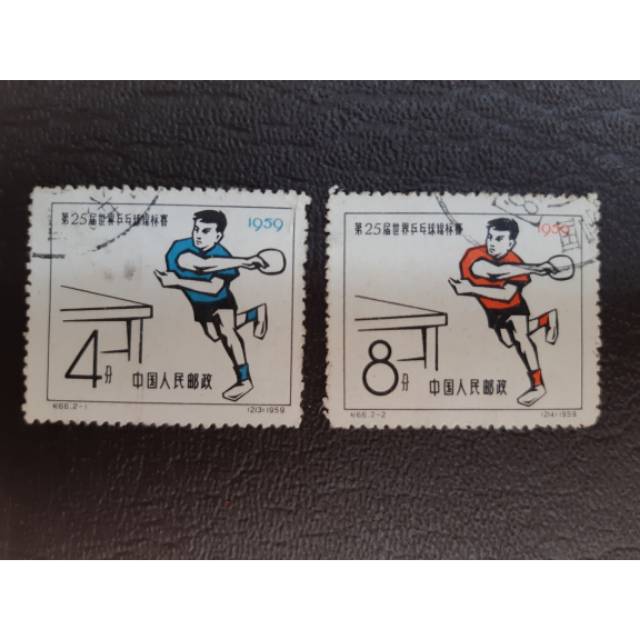 第25届世界乒乓球锦标赛
1959
4分
中国人民邮政
纪66.2-1
(213)1959
第25届世界乒乓球锦标赛
1959
8分
中国人民邮政
纪66.2-2
(214)1959